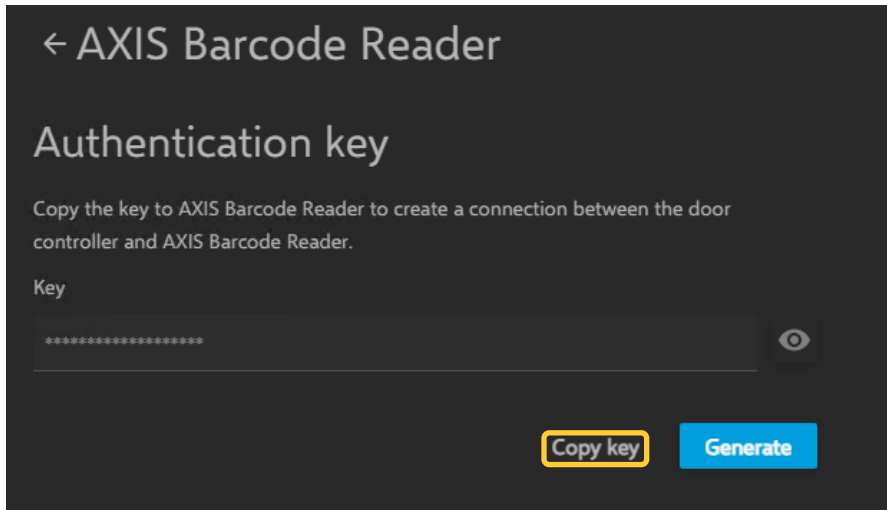 ← AXIS Barcode Reader
Authentication key
Copy the key to AXIS Barcode Reader to create a connection between the door
controller and AXIS Barcode Reader.
Key
*******************
Copy key
Generate